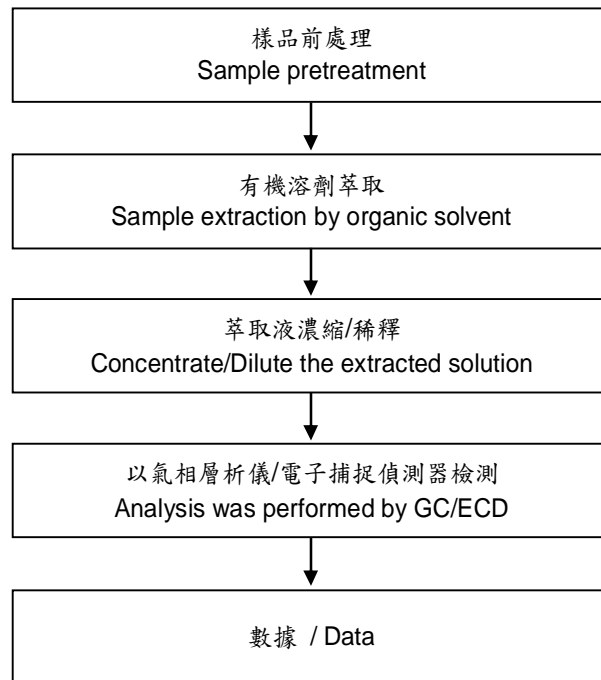 樣品前處理
Sample pretreatment
有機溶劑萃取
Sample extraction by organic solvent
萃取液濃縮/稀釋
Concentrate/Dilute the extracted solution
以氣相層析儀/電子捕捉偵測器檢測
Analysis was performed by GC/ECD
數據 / Data